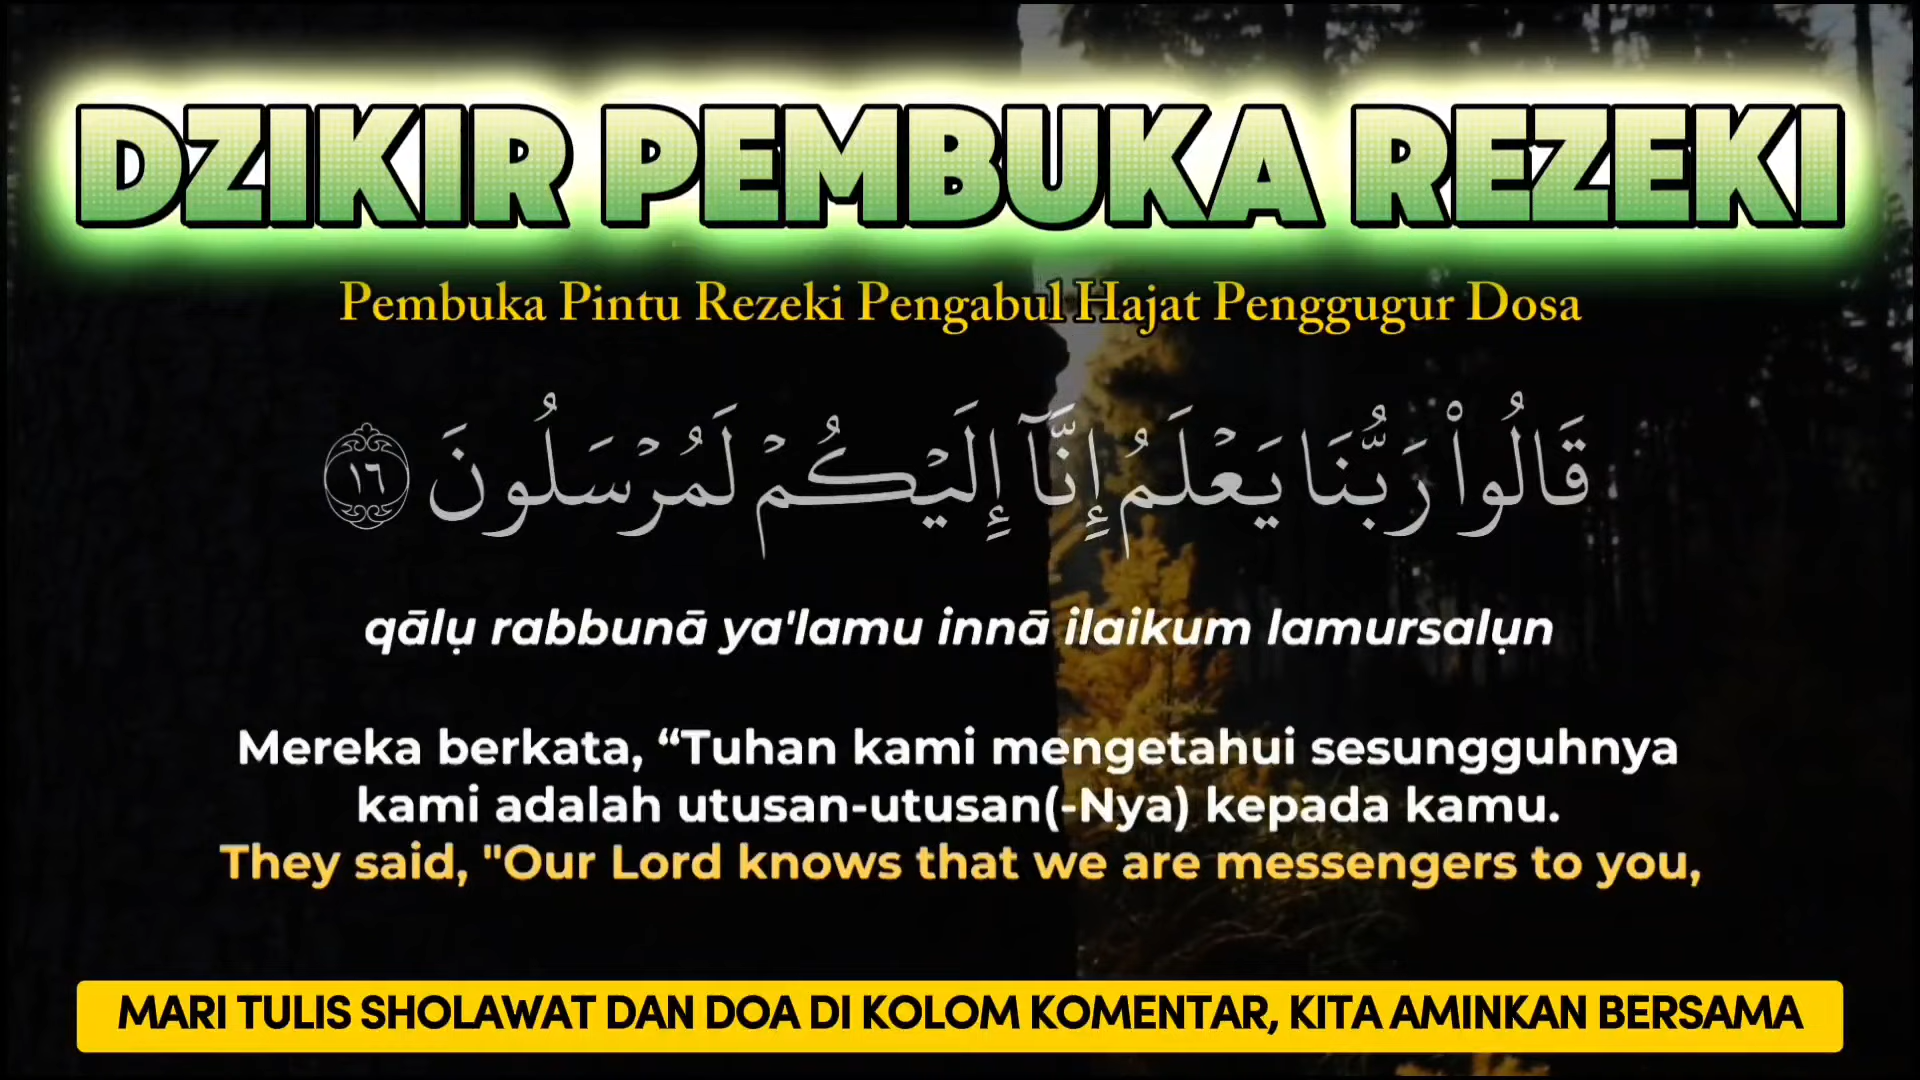 DZIKIR PEMBUKA REZEKI
Pembuka Pintu Rezeki Pengabul Hajat Penggugur Dosa
قَالُوا۟ رَبُّنَا يَعْلَمُ إِنَّآ إِلَيْكُمْ لَمُرْسَلُونَ ١٦
qālụ rabbunā ya'lamu innā ilaikum lamursalụn
Mereka berkata, “Tuhan kami mengetahui sesungguhnya
kami adalah utusan-utusan(-Nya) kepada kamu.
They said, "Our Lord knows that we are messengers to you,
MARI TULIS SHOLAWAT DAN DOA DI KOLOM KOMENTAR, KITA AMINKAN BERSAMA